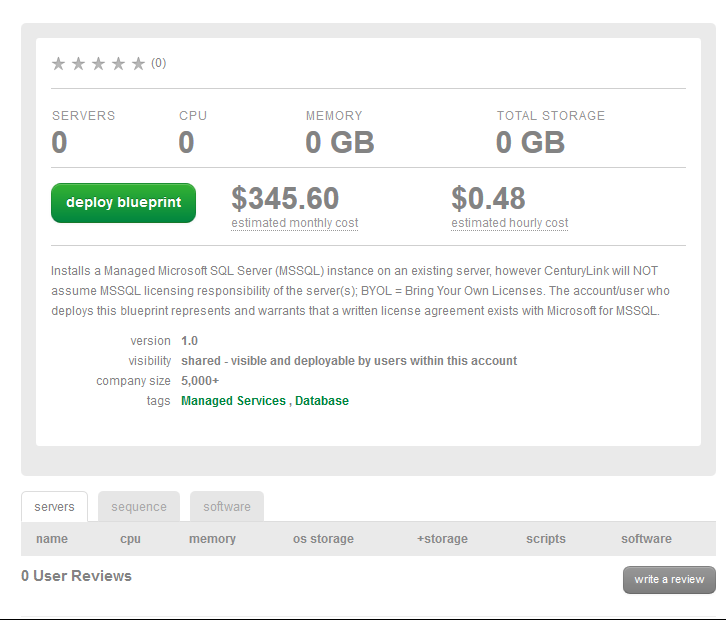 (0)
SERVERS CPU MEMORY TOTAL STORAGE
0 0 0 GB 0 GB
deploy blueprint $345.60 $0.48
estimated monthly cost estimated hourly cost
Installs a Managed Microsoft SQL Server (MSSQL) instance on an existing server, however CenturyLink will NOT
assume MSSQL licensing responsibility of the server(s); BYOL = Bring Your Own Licenses. The account/user who
deploys this blueprint represents and warrants that a written license agreement exists with Microsoft for MSSQL.
version 1.0
visibility shared - visible and deployable by users within this account
company size 5,000+
tags Managed Services , Database
servers sequence software
name cpu memory os storage +storage scripts software
0 User Reviews write a review